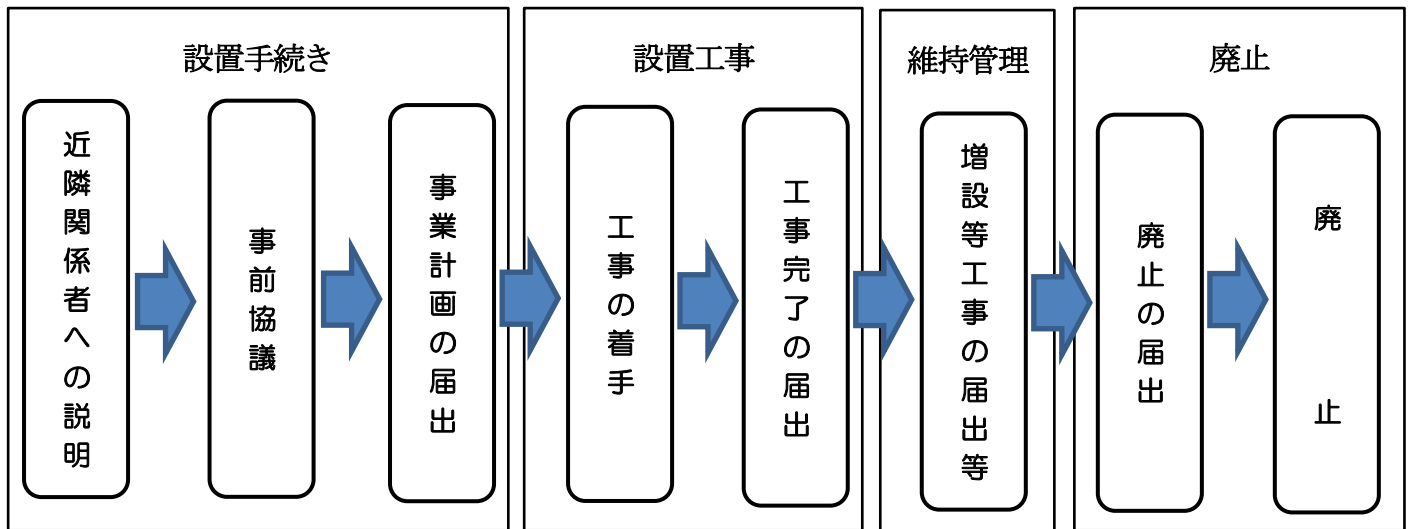 設置手続き
近隣関係者への説明
事前協議
事業計画の届出
設置工事
工事の着手
工事完了の届出
維持管理
増設等工事の届出等
廃止
廃止の届出
廃止